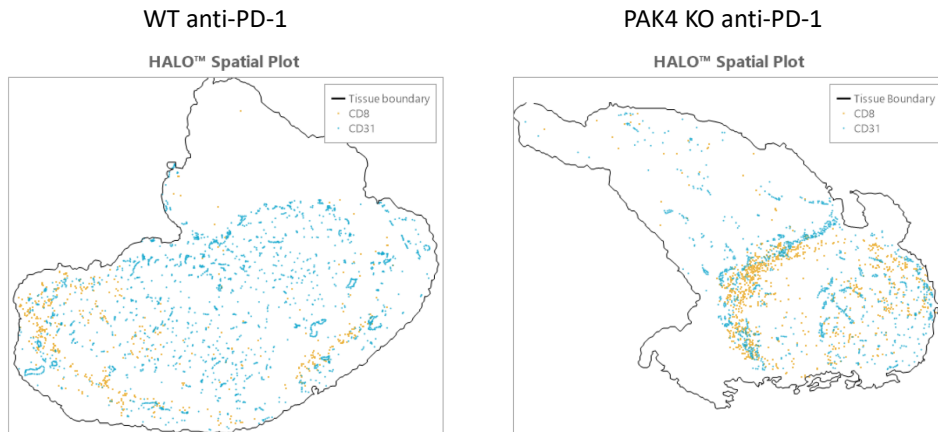 WT anti-PD-1
HALO™ Spatial Plot
Tissue boundary
CD8
CD31
PAK4 KO anti-PD-1
HALO™ Spatial Plot
Tissue Boundary
CD8
CD31